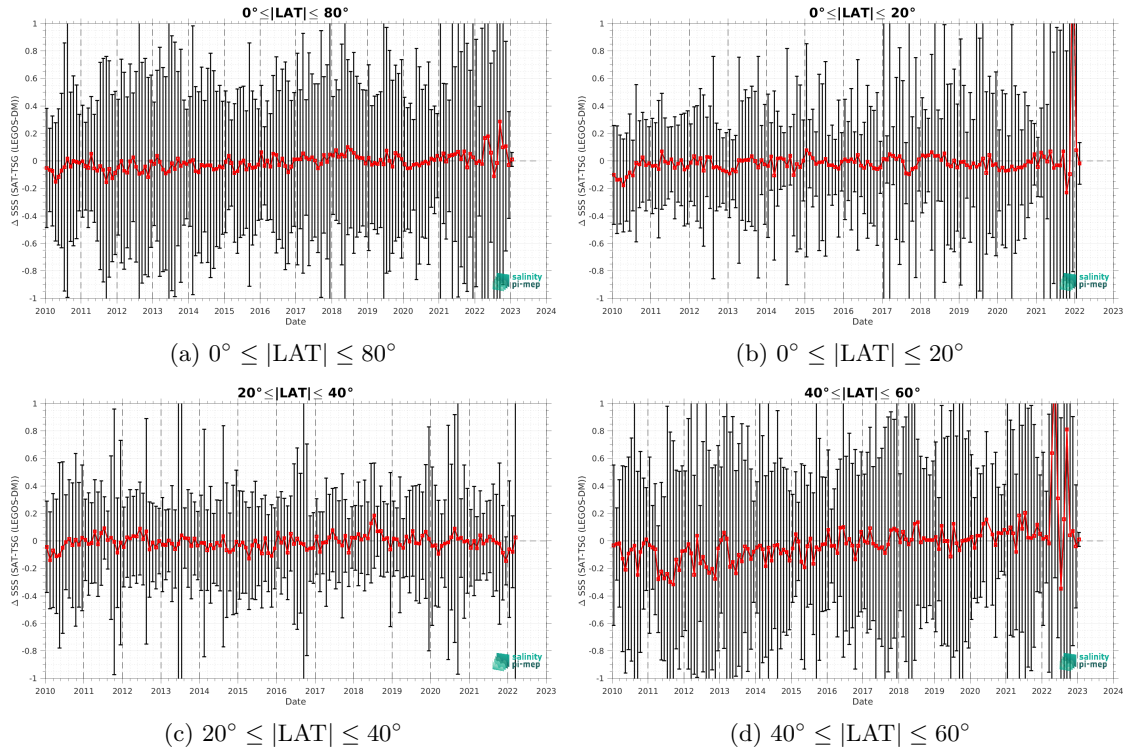 0°≤|LAT|≤ 80°
Δ SSS (SAT-TSG (LEGOS-DM))
1
0.8
0.6
0.4
0.2
0
-0.2
-0.4
-0.6
-0.8
-1
2010 2011 2012 2013 2014 2015 2016 2017 2018 2019 2020 2021 2022 2023 2024
Date
salinity
pi-mep
(a) 0° ≤ |LAT| ≤ 80°
0°≤|LAT|≤ 20°
Δ SSS (SAT-TSG (LEGOS-DM))
1
0.8
0.6
0.4
0.2
0
-0.2
-0.4
-0.6
-0.8
-1
2010 2011 2012 2013 2014 2015 2016 2017 2018 2019 2020 2021 2022 2023
Date
salinity
pi-mep
(b) 0° ≤ |LAT| ≤ 20°
20°≤|LAT|≤ 40°
Δ SSS (SAT-TSG (LEGOS-DM))
1
0.8
0.6
0.4
0.2
0
-0.2
-0.4
-0.6
-0.8
-1
2010 2011 2012 2013 2014 2015 2016 2017 2018 2019 2020 2021 2022 2023
Date
salinity
pi-mep
(c) 20° ≤ |LAT| ≤ 40°
40°≤|LAT|≤ 60°
Δ SSS (SAT-TSG (LEGOS-DM))
1
0.8
0.6
0.4
0.2
0
-0.2
-0.4
-0.6
-0.8
-1
2010 2011 2012 2013 2014 2015 2016 2017 2018 2019 2020 2021 2022 2023 2024
Date
salinity
pi-mep
(d) 40° ≤ |LAT| ≤ 60°